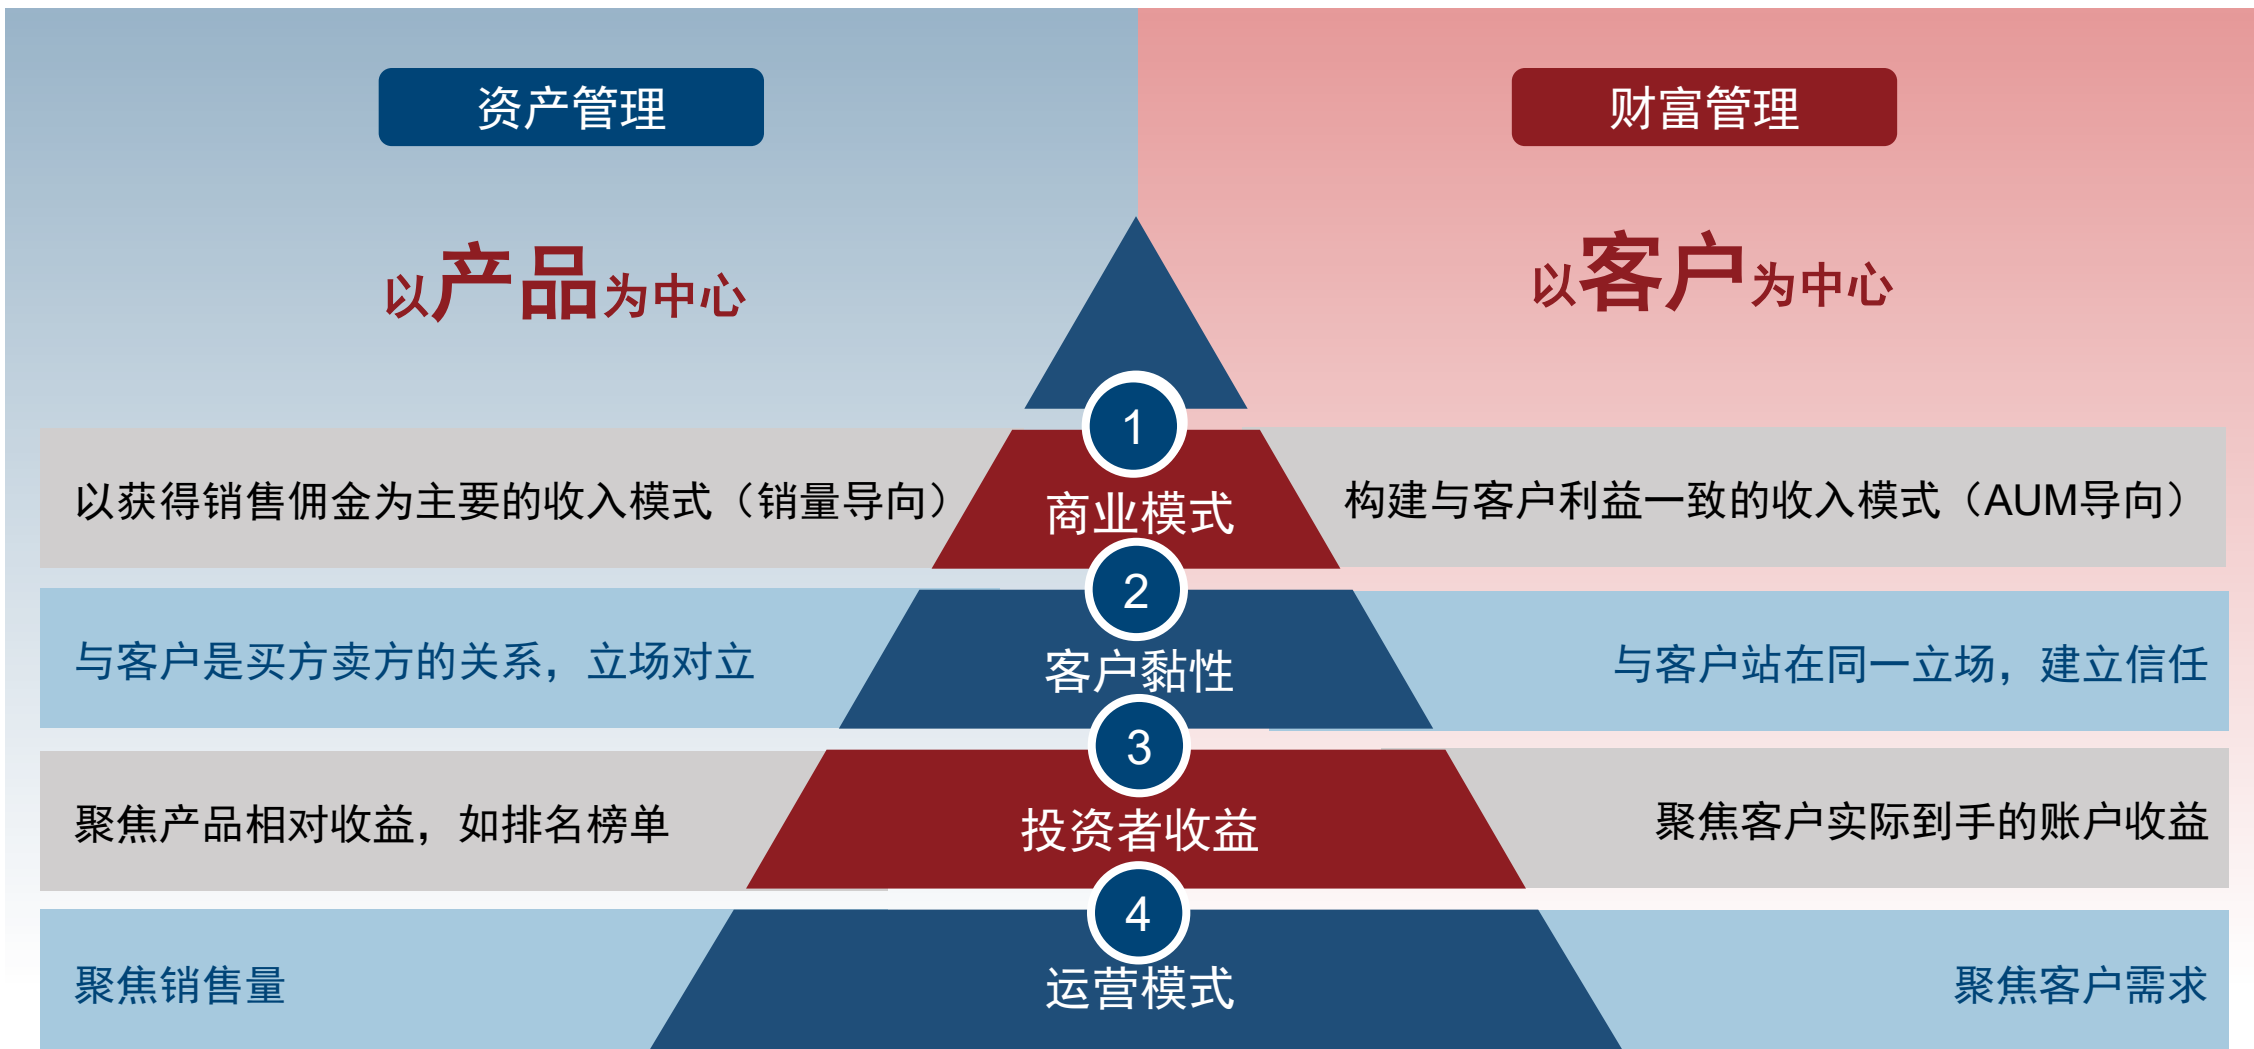 资产管理
财富管理
以产品为中心
以客户为中心
1
以获得销售佣金为主要的收入模式（销量导向）
商业模式
构建与客户利益一致的收入模式（AUM导向）
2
与客户是买方卖方的关系，立场对立
客户黏性
与客户站在同一立场，建立信任
3
聚焦产品相对收益，如排名榜单
投资者收益
聚焦客户实际到手的账户收益
4
聚焦销售量
运营模式
聚焦客户需求